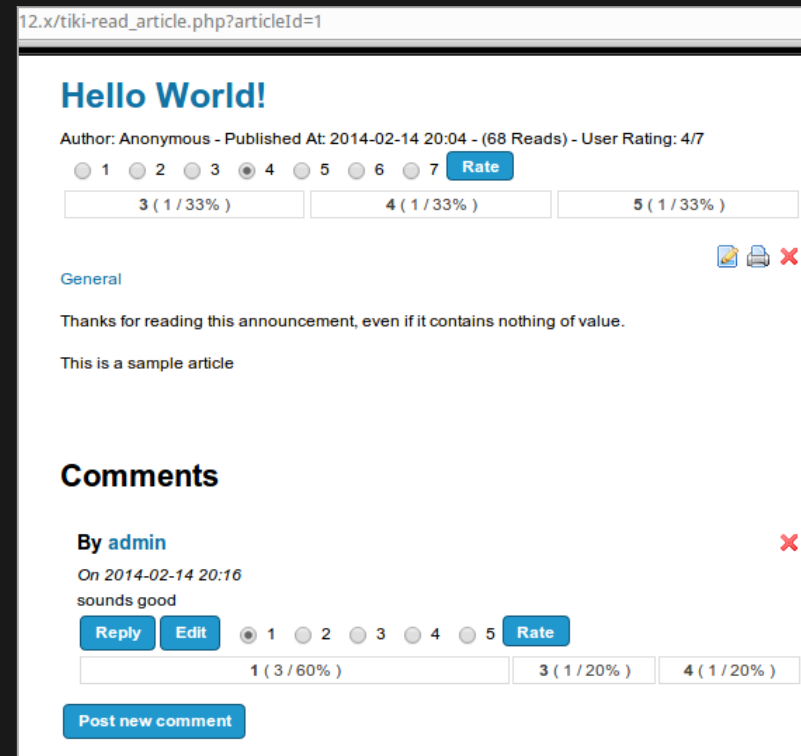 12.x/tiki-read_article.php?articleId=1
Hello World!
Author: Anonymous - Published At: 2014-02-14 20:04 - (68 Reads) - User Rating: 4/7
1 2 3 4 5 6 7 Rate
3 ( 1 / 33% ) 4 ( 1 / 33% ) 5 ( 1 / 33% )
General
Thanks for reading this announcement, even if it contains nothing of value.
This is a sample article
Comments
By admin
On 2014-02-14 20:16
sounds good
Reply Edit 1 2 3 4 5 Rate
1 ( 3 / 60% ) 3 ( 1 / 20% ) 4 ( 1 / 20% )
Post new comment